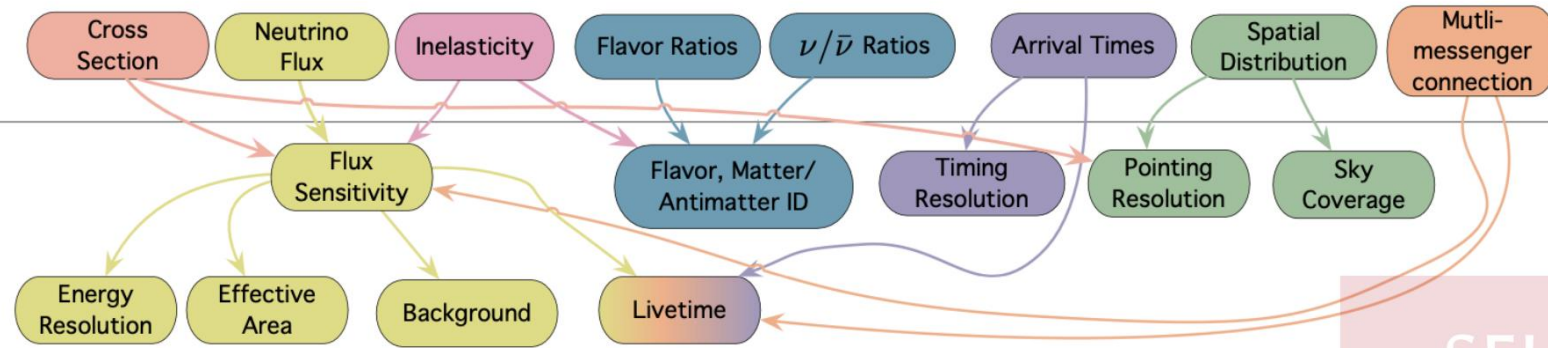 Cross
Section
Neutrino
Flux
Inelasticity
Flavor Ratios
ν/ν̄ Ratios
Arrival Times
Spatial
Distribution
Mutli-
messenger
connection
Flux
Sensitivity
Flavor, Matter/
Antimatter ID
Timing
Resolution
Pointing
Resolution
Sky
Coverage
Energy
Resolution
Effective
Area
Background
Livetime